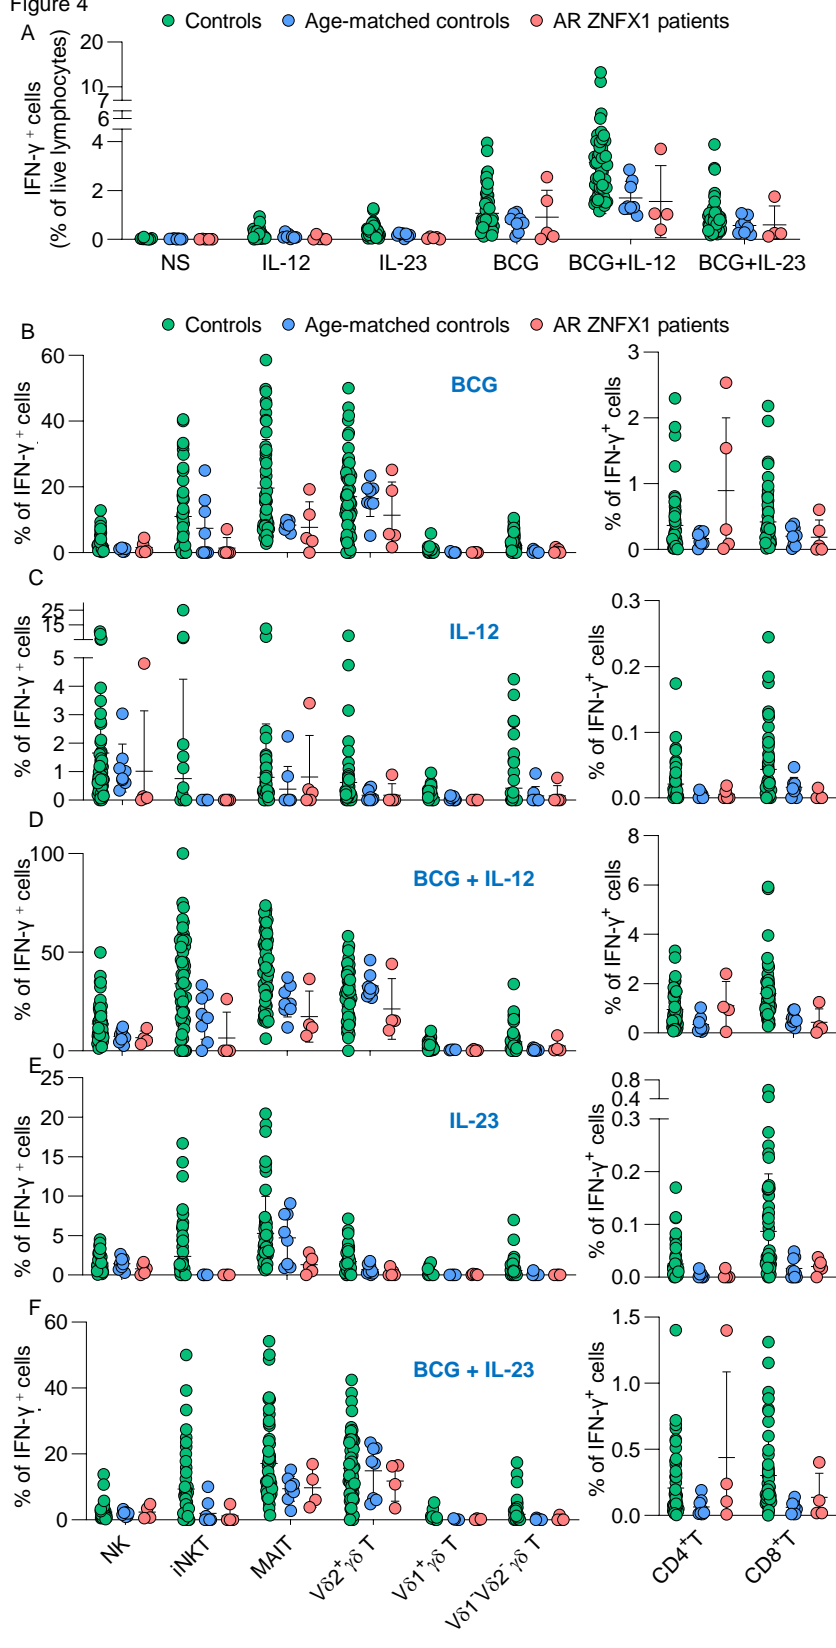 Figure 4
A
Controls Age-matched controls AR ZNFX1 patients
IFN-γ + cells
(% of live lymphocytes)
20
10
7
6
4
2
0
NS IL-12 IL-23 BCG BCG+IL-12 BCG+IL-23
B
Controls Age-matched controls AR ZNFX1 patients
BCG
% of IFN-γ + cells
60
40
20
0
% of IFN-γ+ cells
3
2
1
0
C
IL-12
% of IFN-γ + cells
25
15
5
4
3
2
1
0
% of IFN-γ+ cells
0.3
0.2
0.1
0.0
D
BCG + IL-12
% of IFN-γ + cells
100
50
0
% of IFN-γ+ cells
8
6
4
2
0
E
IL-23
% of IFN-γ + cells
25
20
15
10
5
0
% of IFN-γ+ cells
0.8
0.4
0.3
0.2
0.1
0.0
F
BCG + IL-23
% of IFN-γ + cells
60
40
20
0
% of IFN-γ+ cells
1.5
1.0
0.5
0.0
NK
iNKT
MAIT
Vδ2+γδ T
Vδ1+γδ T
Vδ1-Vδ2-γδ T
CD4+T
CD8+T